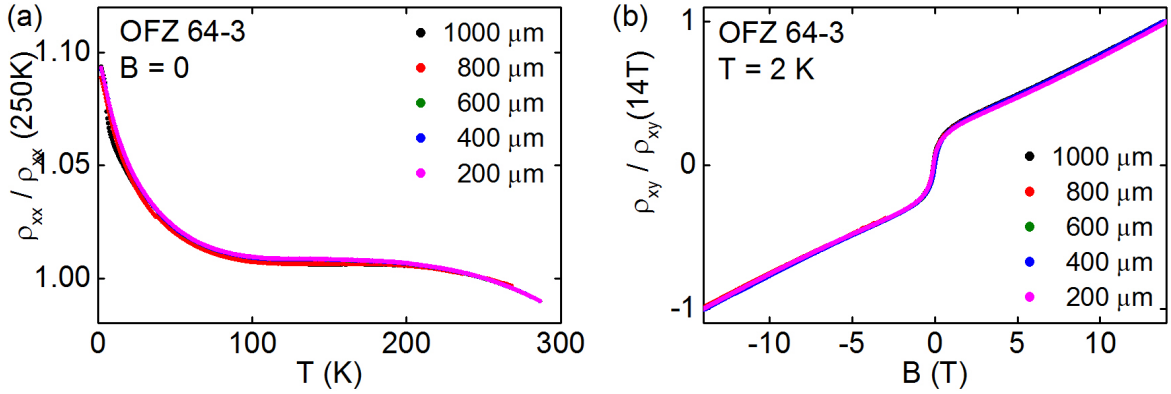 (a)
OFZ 64-3
B = 0
1000 μm
800 μm
600 μm
400 μm
200 μm
1.10
1.05
1.00
ρxx / ρxx (250K)
0
100
200
300
T (K)
(b)
OFZ 64-3
T = 2 K
1000 μm
800 μm
600 μm
400 μm
200 μm
1
0
-1
ρxy / ρxy(14T)
-10
-5
0
5
10
B (T)